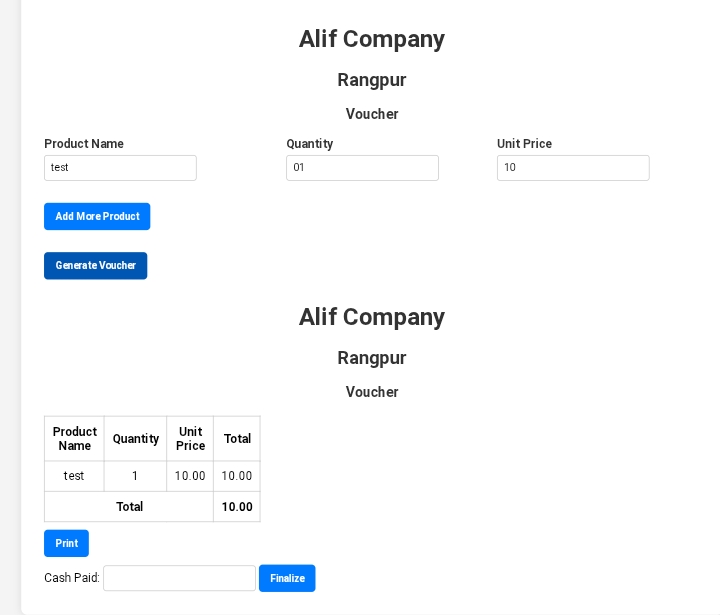 Alif Company
Rangpur
Voucher
Product Name Quantity Unit Price
test 01 10
Add More Product
Generate Voucher
Alif Company
Rangpur
Voucher
Product Name Quantity Unit Price Total
test 1 10.00 10.00
Total 10.00
Print
Cash Paid: Finalize